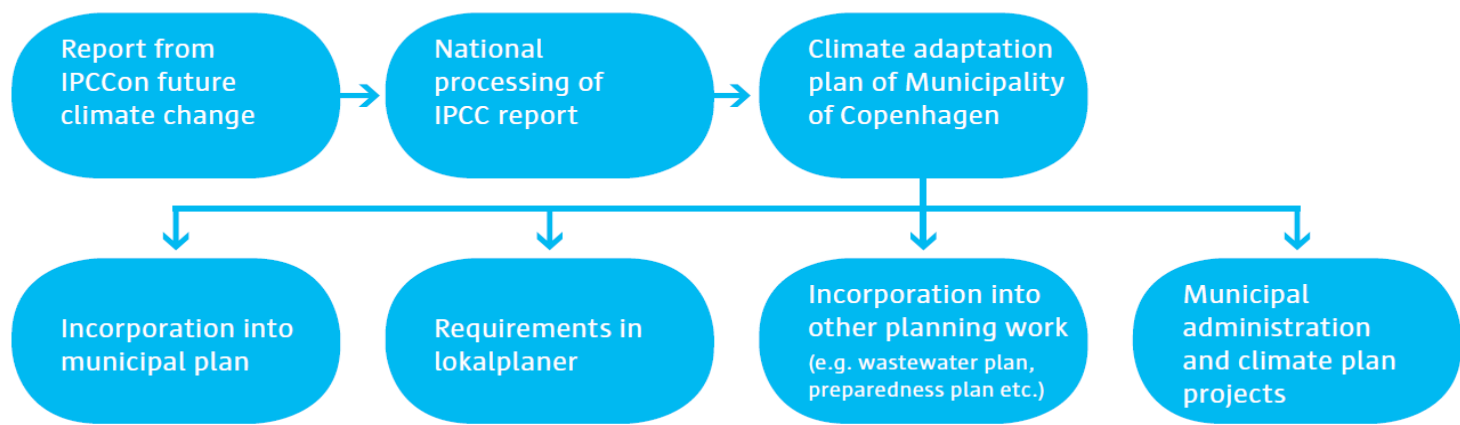 Report from
IPCCon future
climate change
National
processing of
IPCC report
Climate adaptation
plan of Municipality
of Copenhagen
Incorporation into
municipal plan
Requirements in
lokalplaner
Incorporation into
other planning work
(e.g. wastewater plan,
preparedness plan etc.)
Municipal
administration
and climate plan
projects